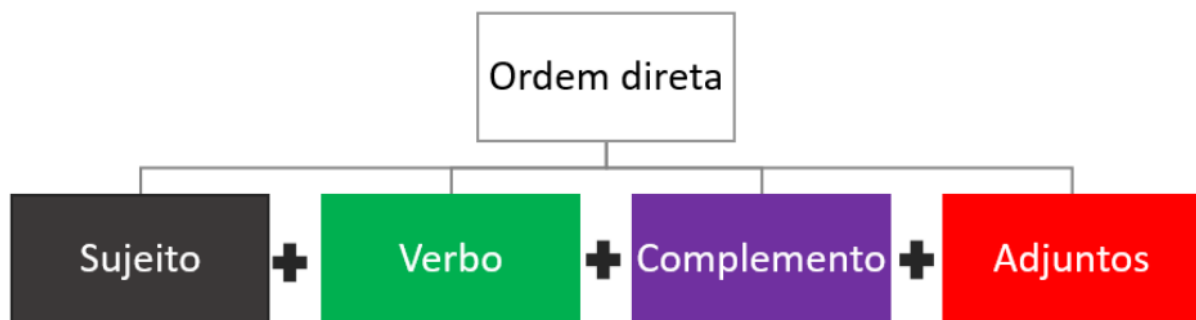 Ordem direta
Sujeito + Verbo + Complemento + Adjuntos